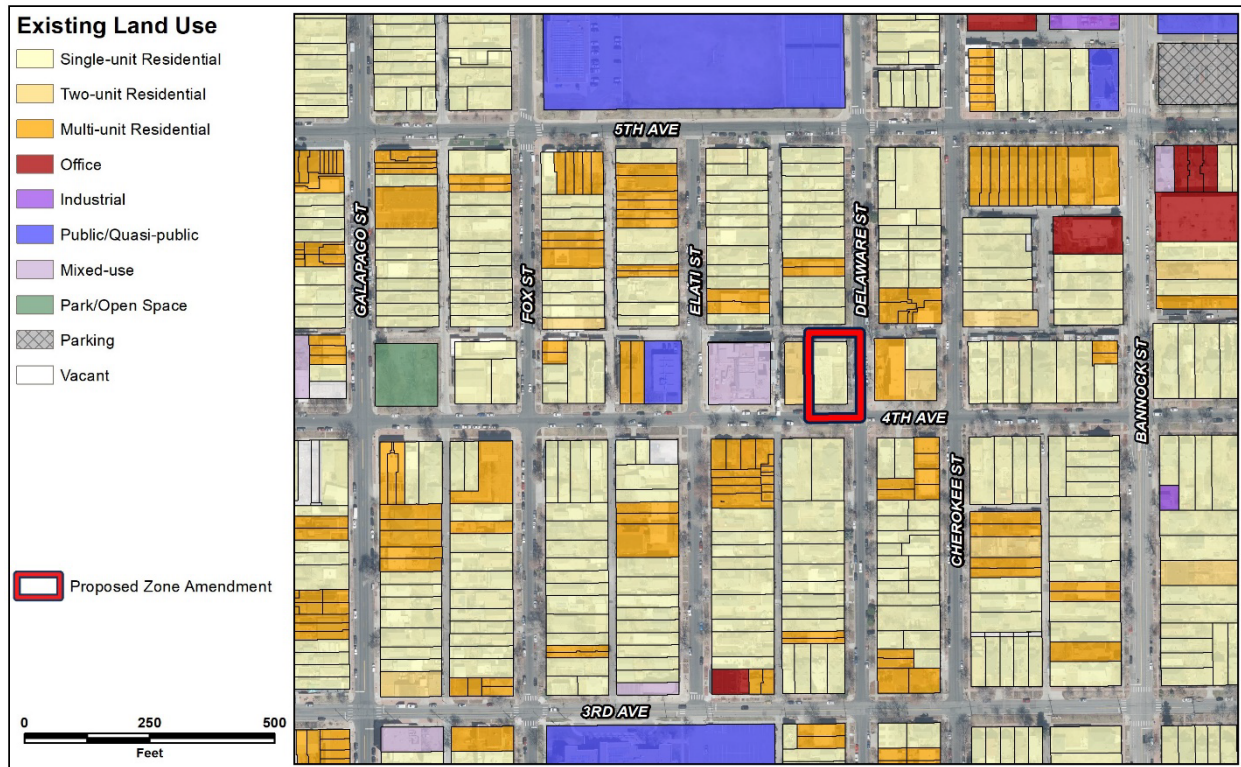 Existing Land Use
Single-unit Residential
Two-unit Residential
Multi-unit Residential
Office
Industrial
Public/Quasi-public
Mixed-use
Park/Open Space
Parking
Vacant
Proposed Zone Amendment
0 250 500
Feet
5TH AVE
GALAPAGO ST
FOX ST
ELATI ST
DELAWARE ST
4TH AVE
CHEROKEE ST
BANNOCK ST
3RD AVE